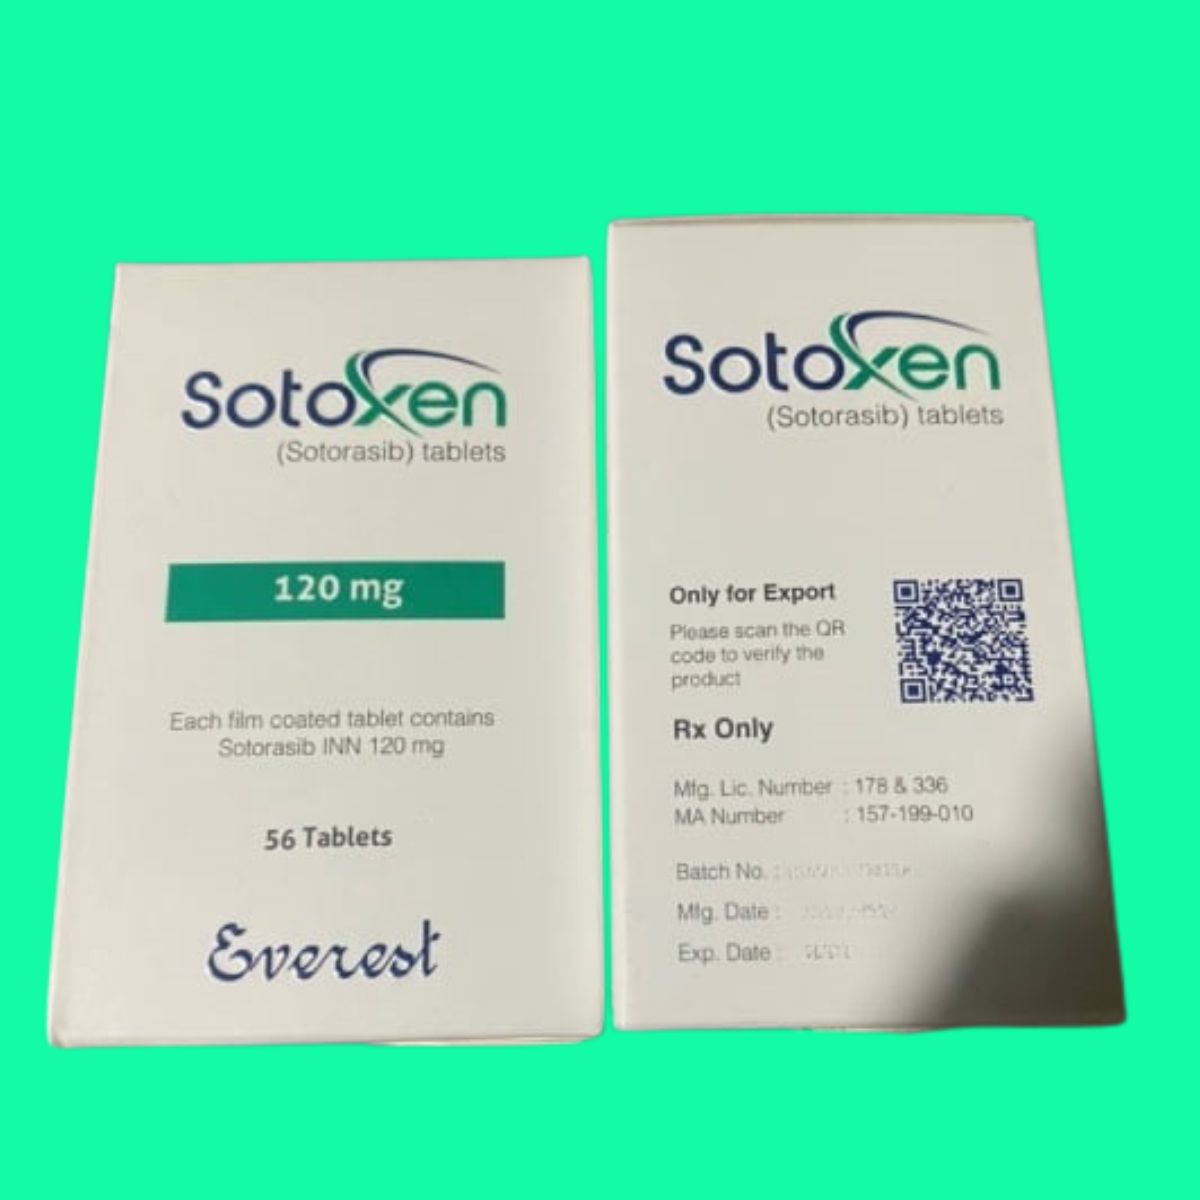 Sotoxen
(Sotorasib) tablets
120 mg
Each film coated tablet contains
Sotorasib INN 120 mg
56 Tablets
Everest
Sotoxen
(Sotorasib) tablets
Only for Export
Please scan the QR
code to verify the
product
Rx Only
Mfg. Lic. Number : 178 & 336
MA Number : 157-199-010
Batch No. :
Mfg. Date :
Exp. Date :